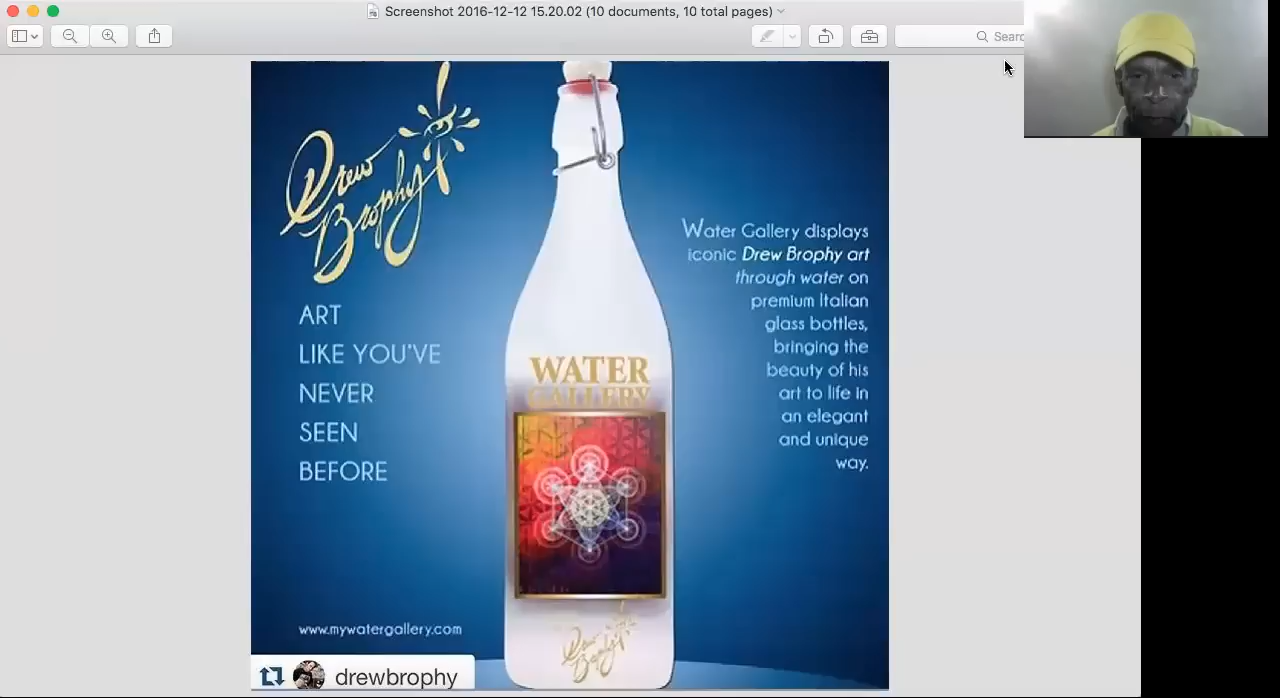 Screenshot 2016-12-12 15.20.02 (10 documents, 10 total pages)
Drew
Brophy
ART
LIKE YOU'VE
NEVER
SEEN
BEFORE
www.mywatergallery.com
drewbrophy
WATER
GALLERY
Drew
Brophy
Water Gallery displays
iconic Drew Brophy art
through water on
premium Italian
glass bottles,
bringing the
beauty of his
art to life in
an elegant
and unique
way.